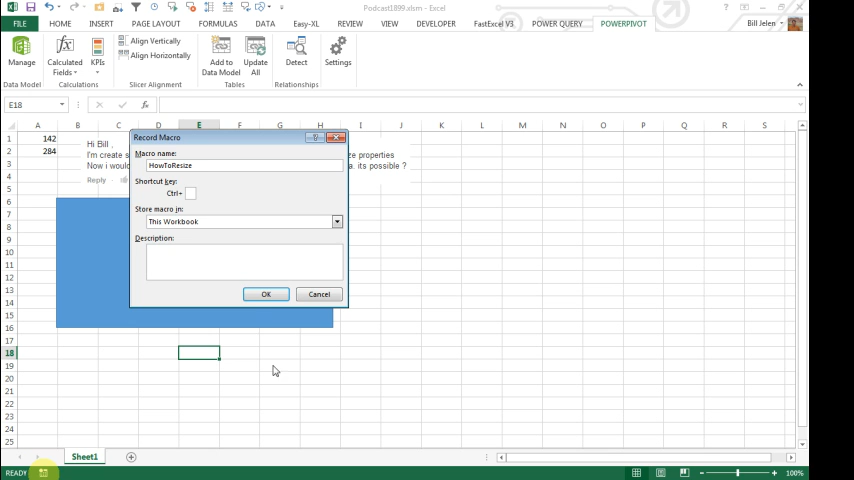 Podcast1899.xlsm - Excel
FILE HOME INSERT PAGE LAYOUT FORMULAS DATA Easy-XL REVIEW VIEW DEVELOPER FastExcel V3 POWER QUERY POWERPIVOT Bill Jelen
Manage Calculated Fields KPIs Align Vertically Align Horizontally Add to Data Model Update All Detect Settings
Data Model Calculations Slicer Alignment Tables Relationships
E18 fx
A B C D E F G H I J K L M N O P Q R S
1 142
2 284
3
4
5
6
7
8
9
10
11
12
13
14
15
16
17
18
19
20
21
22
23
24
25
Hi Bill ,
I'm create s
ze properties
Now i would
a. its possible ?
Reply
Record Macro
Macro name:
HowToResize
Shortcut key:
Ctrl+
Store macro in:
This Workbook
Description:
OK Cancel
Sheet1
READY 100%